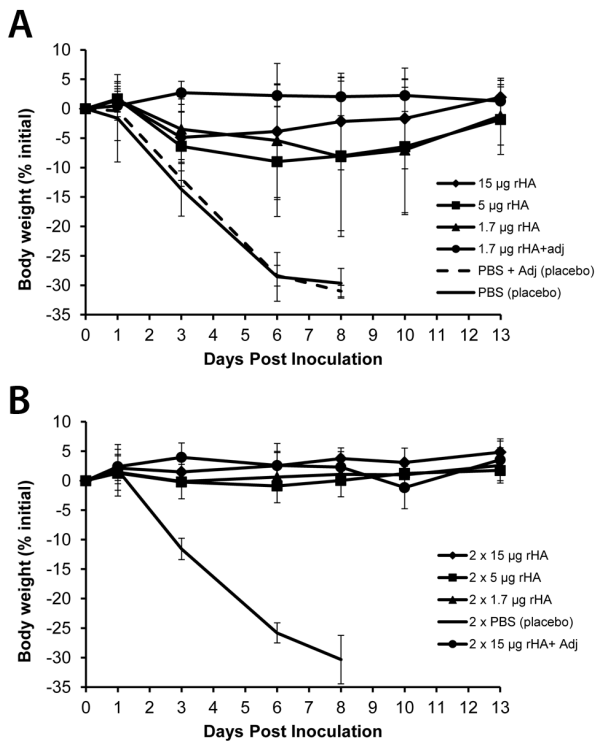 A
Body weight (% initial)
10
5
0
-5
-10
-15
-20
-25
-30
-35
15 µg rHA
5 µg rHA
1.7 µg rHA
1.7 µg rHA+adj
PBS + Adj (placebo)
PBS (placebo)
0 1 2 3 4 5 6 7 8 9 10 11 12 13
Days Post Inoculation
B
Body weight (% initial)
10
5
0
-5
-10
-15
-20
-25
-30
-35
2 x 15 µg rHA
2 x 5 µg rHA
2 x 1.7 µg rHA
2 x PBS (placebo)
2 x 15 µg rHA+ Adj
0 1 2 3 4 5 6 7 8 9 10 11 12 13
Days Post Inoculation